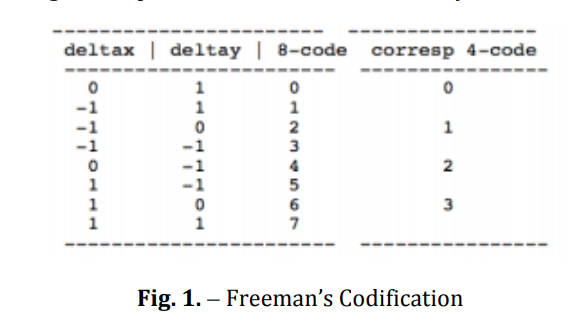 deltax | deltay | 8-code corresp 4-code
0 1 0 0
-1 1 1
-1 0 2 1
-1 -1 3
0 -1 4 2
1 -1 5
1 0 6 3
1 1 7
Fig. 1. – Freeman's Codification